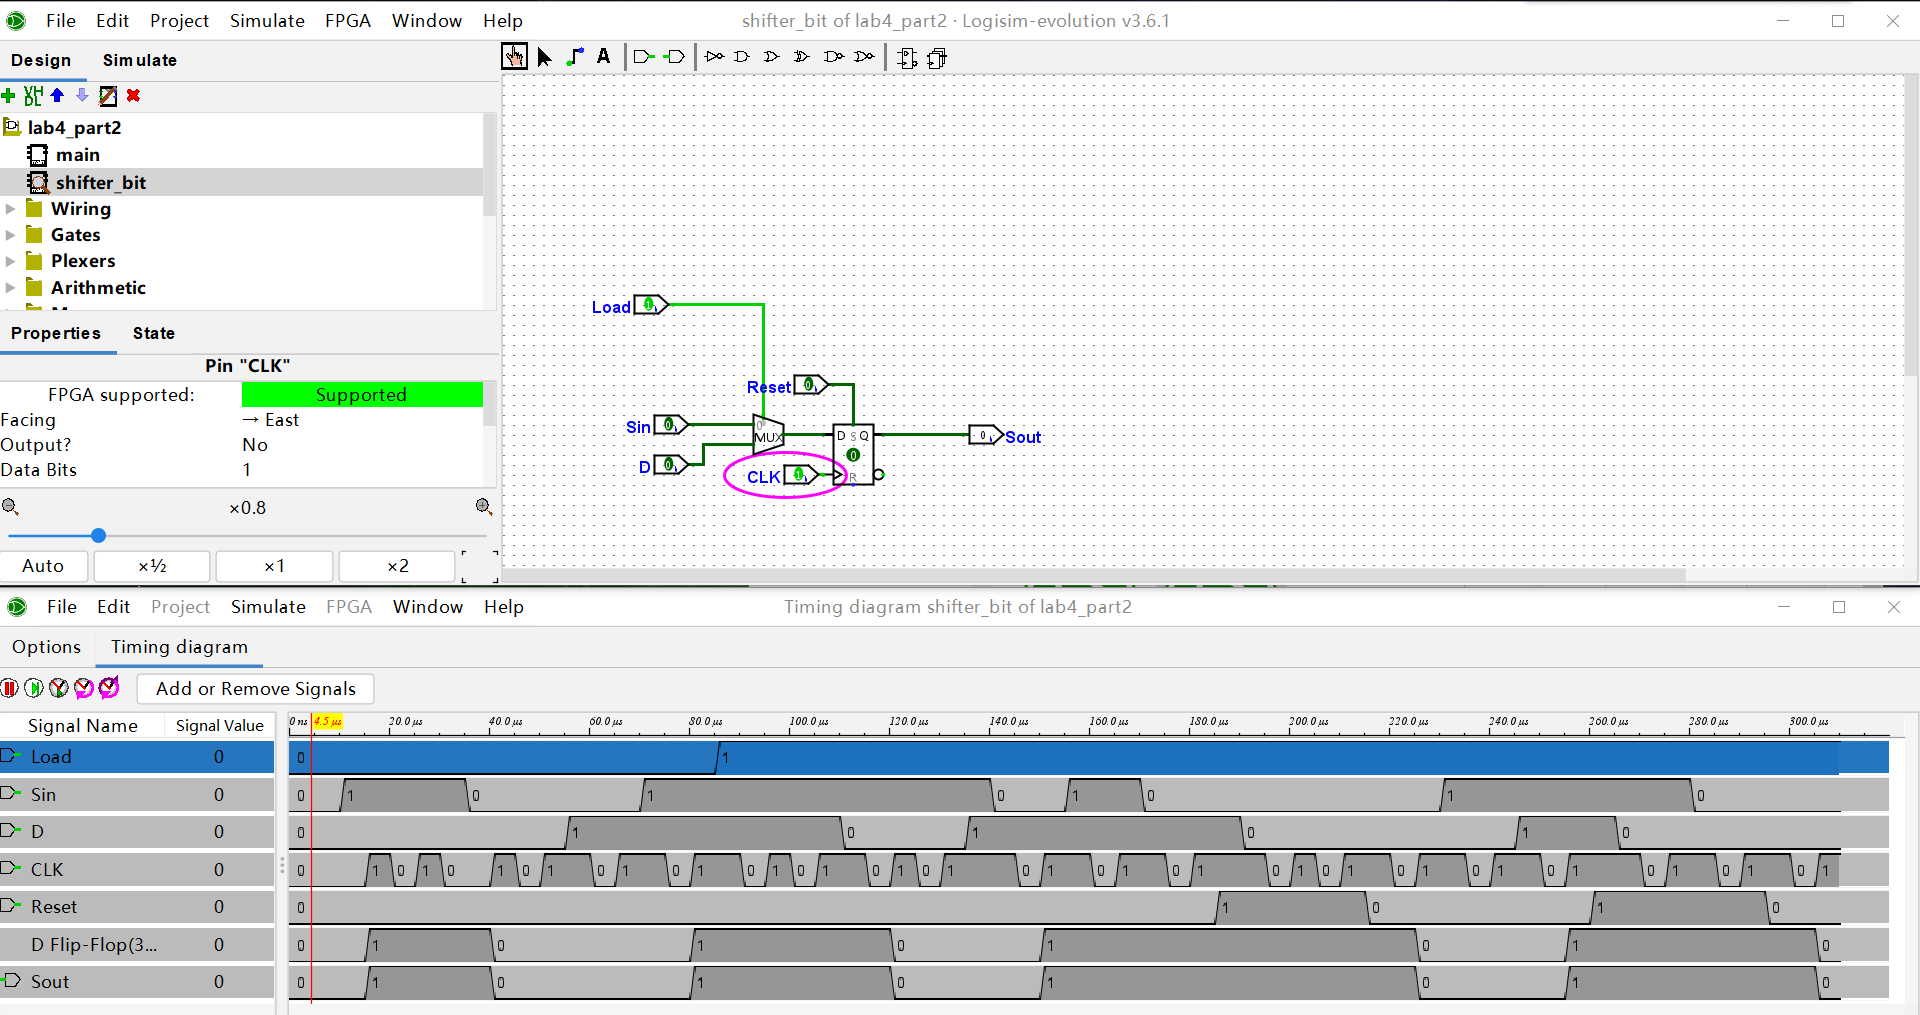 File Edit Project Simulate FPGA Window Help
shifter_bit of lab4_part2 · Logisim-evolution v3.6.1
Design Simulate
A
VH
DL
lab4_part2
main
shifter_bit
Wiring
Gates
Plexers
Arithmetic
Properties State
Pin "CLK"
FPGA supported: Supported
Facing → East
Output? No
Data Bits 1
×0.8
Auto ×½ ×1 ×2
Load 1
Reset 0
Sin 0
0
MUX
D 0
D S Q
0
R
CLK 1
0 Sout
File Edit Project Simulate FPGA Window Help
Timing diagram shifter_bit of lab4_part2
Options Timing diagram
Add or Remove Signals
Signal Name Signal Value
0 ns 4.5 µs 20.0 µs 40.0 µs 60.0 µs 80.0 µs 100.0 µs 120.0 µs 140.0 µs 160.0 µs 180.0 µs 200.0 µs 220.0 µs 240.0 µs 260.0 µs 280.0 µs 300.0 µs
Load 0 0 1
Sin 0 0 1 0 1 0 1 0 1 0
D 0 0 1 0 1 0 1 0
CLK 0 0 1 0 1 0 1 0 1 0 1 0 1 0 1 0 1 0 1 0 1 0 1 0 1 0 1 0 1 0 1 0 1 0 1 0 1 0 1 0 1 0 1
Reset 0 0 1 0 1 0
D Flip-Flop(3... 0 0 1 0 1 0 1 0 1 0
Sout 0 0 1 0 1 0 1 0 1 0